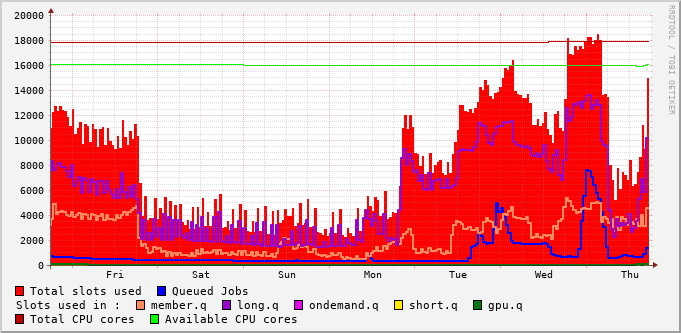 20000
18000
16000
14000
12000
10000
8000
6000
4000
2000
0
Fri Sat Sun Mon Tue Wed Thu
RRDTOOL / TOBI OETIKER
Total slots used Queued Jobs
Slots used in : member.q long.q ondemand.q short.q gpu.q
Total CPU cores Available CPU cores